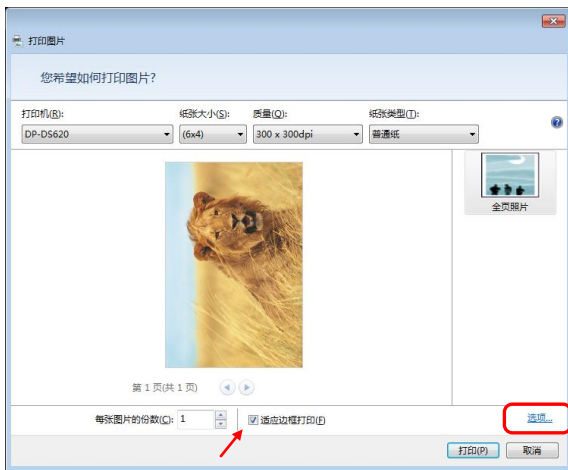 打印图片
您希望如何打印图片?
打印机(R): 纸张大小(S): 质量(Q): 纸张类型(T):
DP-DS620 (6x4) 300 x 300dpi 普通纸
全页照片
第 1 页(共 1 页)
每张图片的份数(C): 1 适应边框打印(F) 选项...
打印(P) 取消